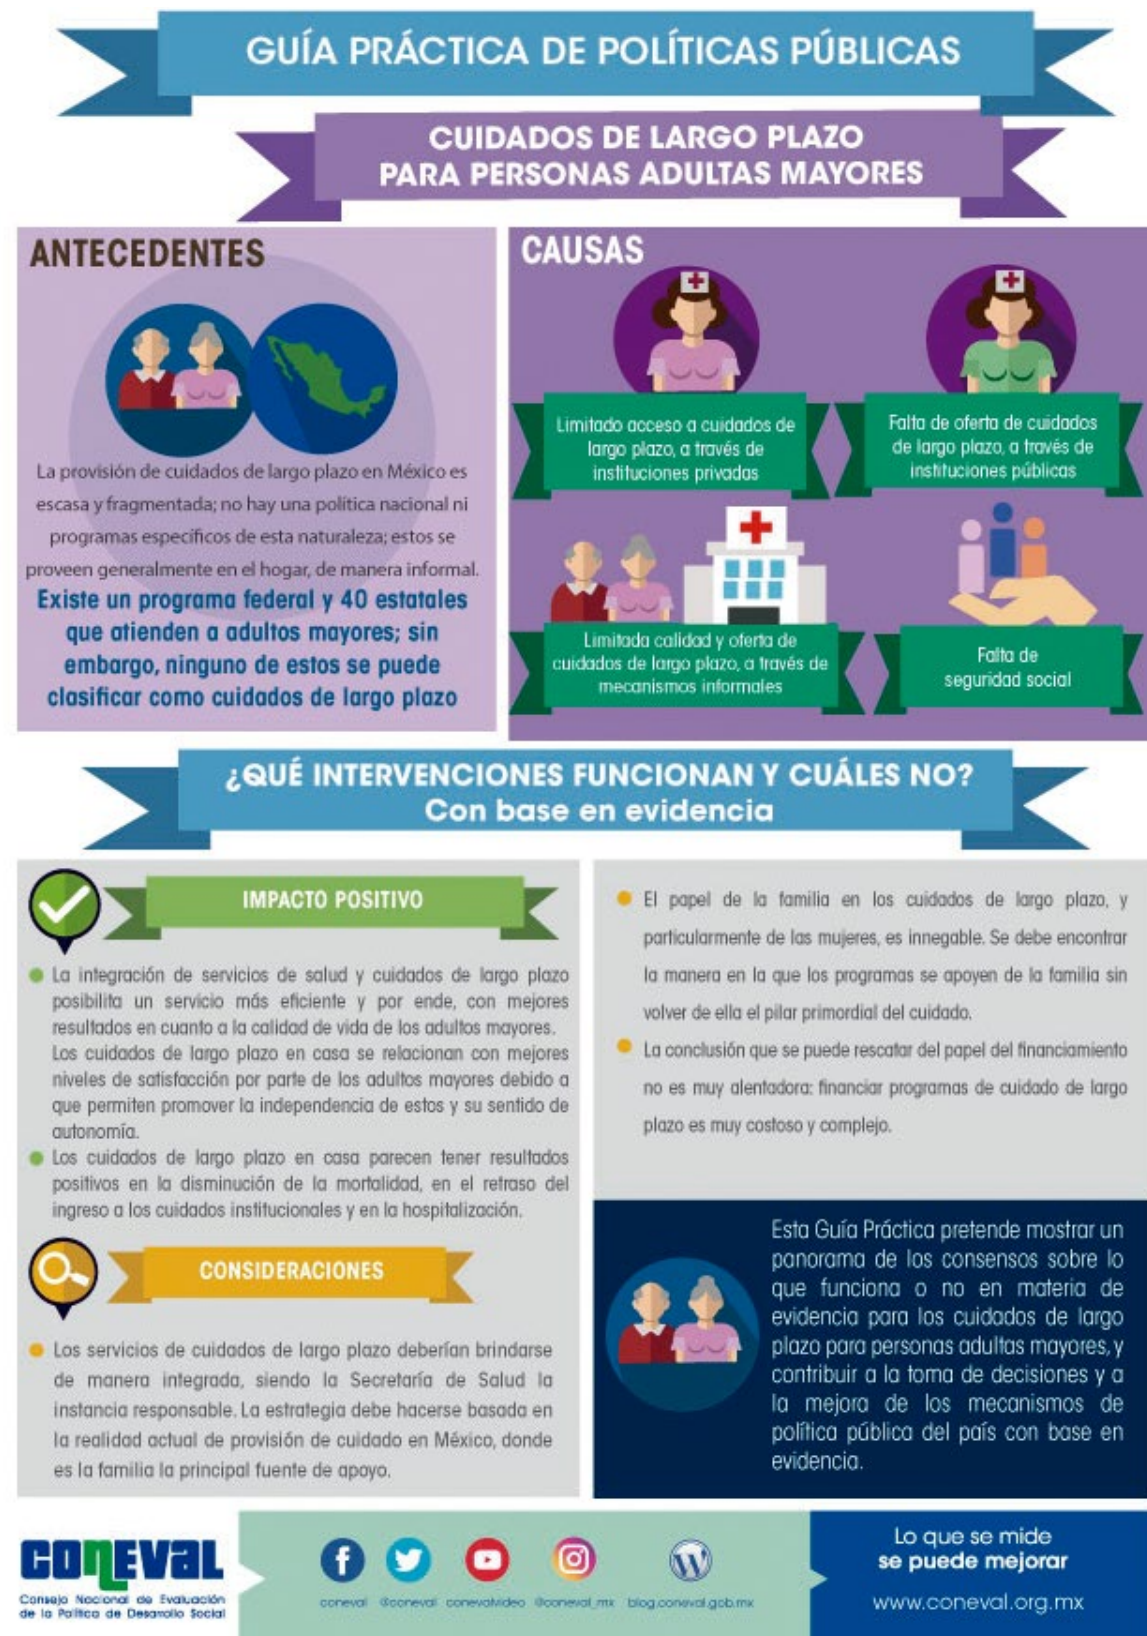 GUÍA PRÁCTICA DE POLÍTICAS PÚBLICAS
CUIDADOS DE LARGO PLAZO
PARA PERSONAS ADULTAS MAYORES
ANTECEDENTES
La provisión de cuidados de largo plazo en México es
escasa y fragmentada; no hay una política nacional ni
programas específicos de esta naturaleza; estos se
proveen generalmente en el hogar, de manera informal.
Existe un programa federal y 40 estatales
que atienden a adultos mayores; sin
embargo, ninguno de estos se puede
clasificar como cuidados de largo plazo
CAUSAS
Limitado acceso a cuidados de
largo plazo, a través de
instituciones privadas
Falta de oferta de cuidados
de largo plazo, a través de
instituciones públicas
Limitada calidad y oferta de
cuidados de largo plazo, a través de
mecanismos informales
Falta de
seguridad social
¿QUÉ INTERVENCIONES FUNCIONAN Y CUÁLES NO?
Con base en evidencia
IMPACTO POSITIVO
La integración de servicios de salud y cuidados de largo plazo
posibilita un servicio más eficiente y por ende, con mejores
resultados en cuanto a la calidad de vida de los adultos mayores.
Los cuidados de largo plazo en casa se relacionan con mejores
niveles de satisfacción por parte de los adultos mayores debido a
que permiten promover la independencia de estos y su sentido de
autonomía.
Los cuidados de largo plazo en casa parecen tener resultados
positivos en la disminución de la mortalidad, en el retraso del
ingreso a los cuidados institucionales y en la hospitalización.
CONSIDERACIONES
Los servicios de cuidados de largo plazo deberían brindarse
de manera integrada, siendo la Secretaría de Salud la
instancia responsable. La estrategia debe hacerse basada en
la realidad actual de provisión de cuidado en México, donde
es la familia la principal fuente de apoyo.
El papel de la familia en los cuidados de largo plazo, y
particularmente de las mujeres, es innegable. Se debe encontrar
la manera en la que los programas se apoyen de la familia sin
volver de ella el pilar primordial del cuidado.
La conclusión que se puede rescatar del papel del financiamiento
no es muy alentadora: financiar programas de cuidado de largo
plazo es muy costoso y complejo.
Esta Guía Práctica pretende mostrar un
panorama de los consensos sobre lo
que funciona o no en materia de
evidencia para los cuidados de largo
plazo para personas adultas mayores, y
contribuir a la toma de decisiones y a
la mejora de los mecanismos de
política pública del país con base en
evidencia.
CONEVAL
Consejo Nacional de Evaluación
de la Política de Desarrollo Social
coneval @coneval conevalvideo @coneval_mx blog.coneval.gob.mx
Lo que se mide
se puede mejorar
www.coneval.org.mx